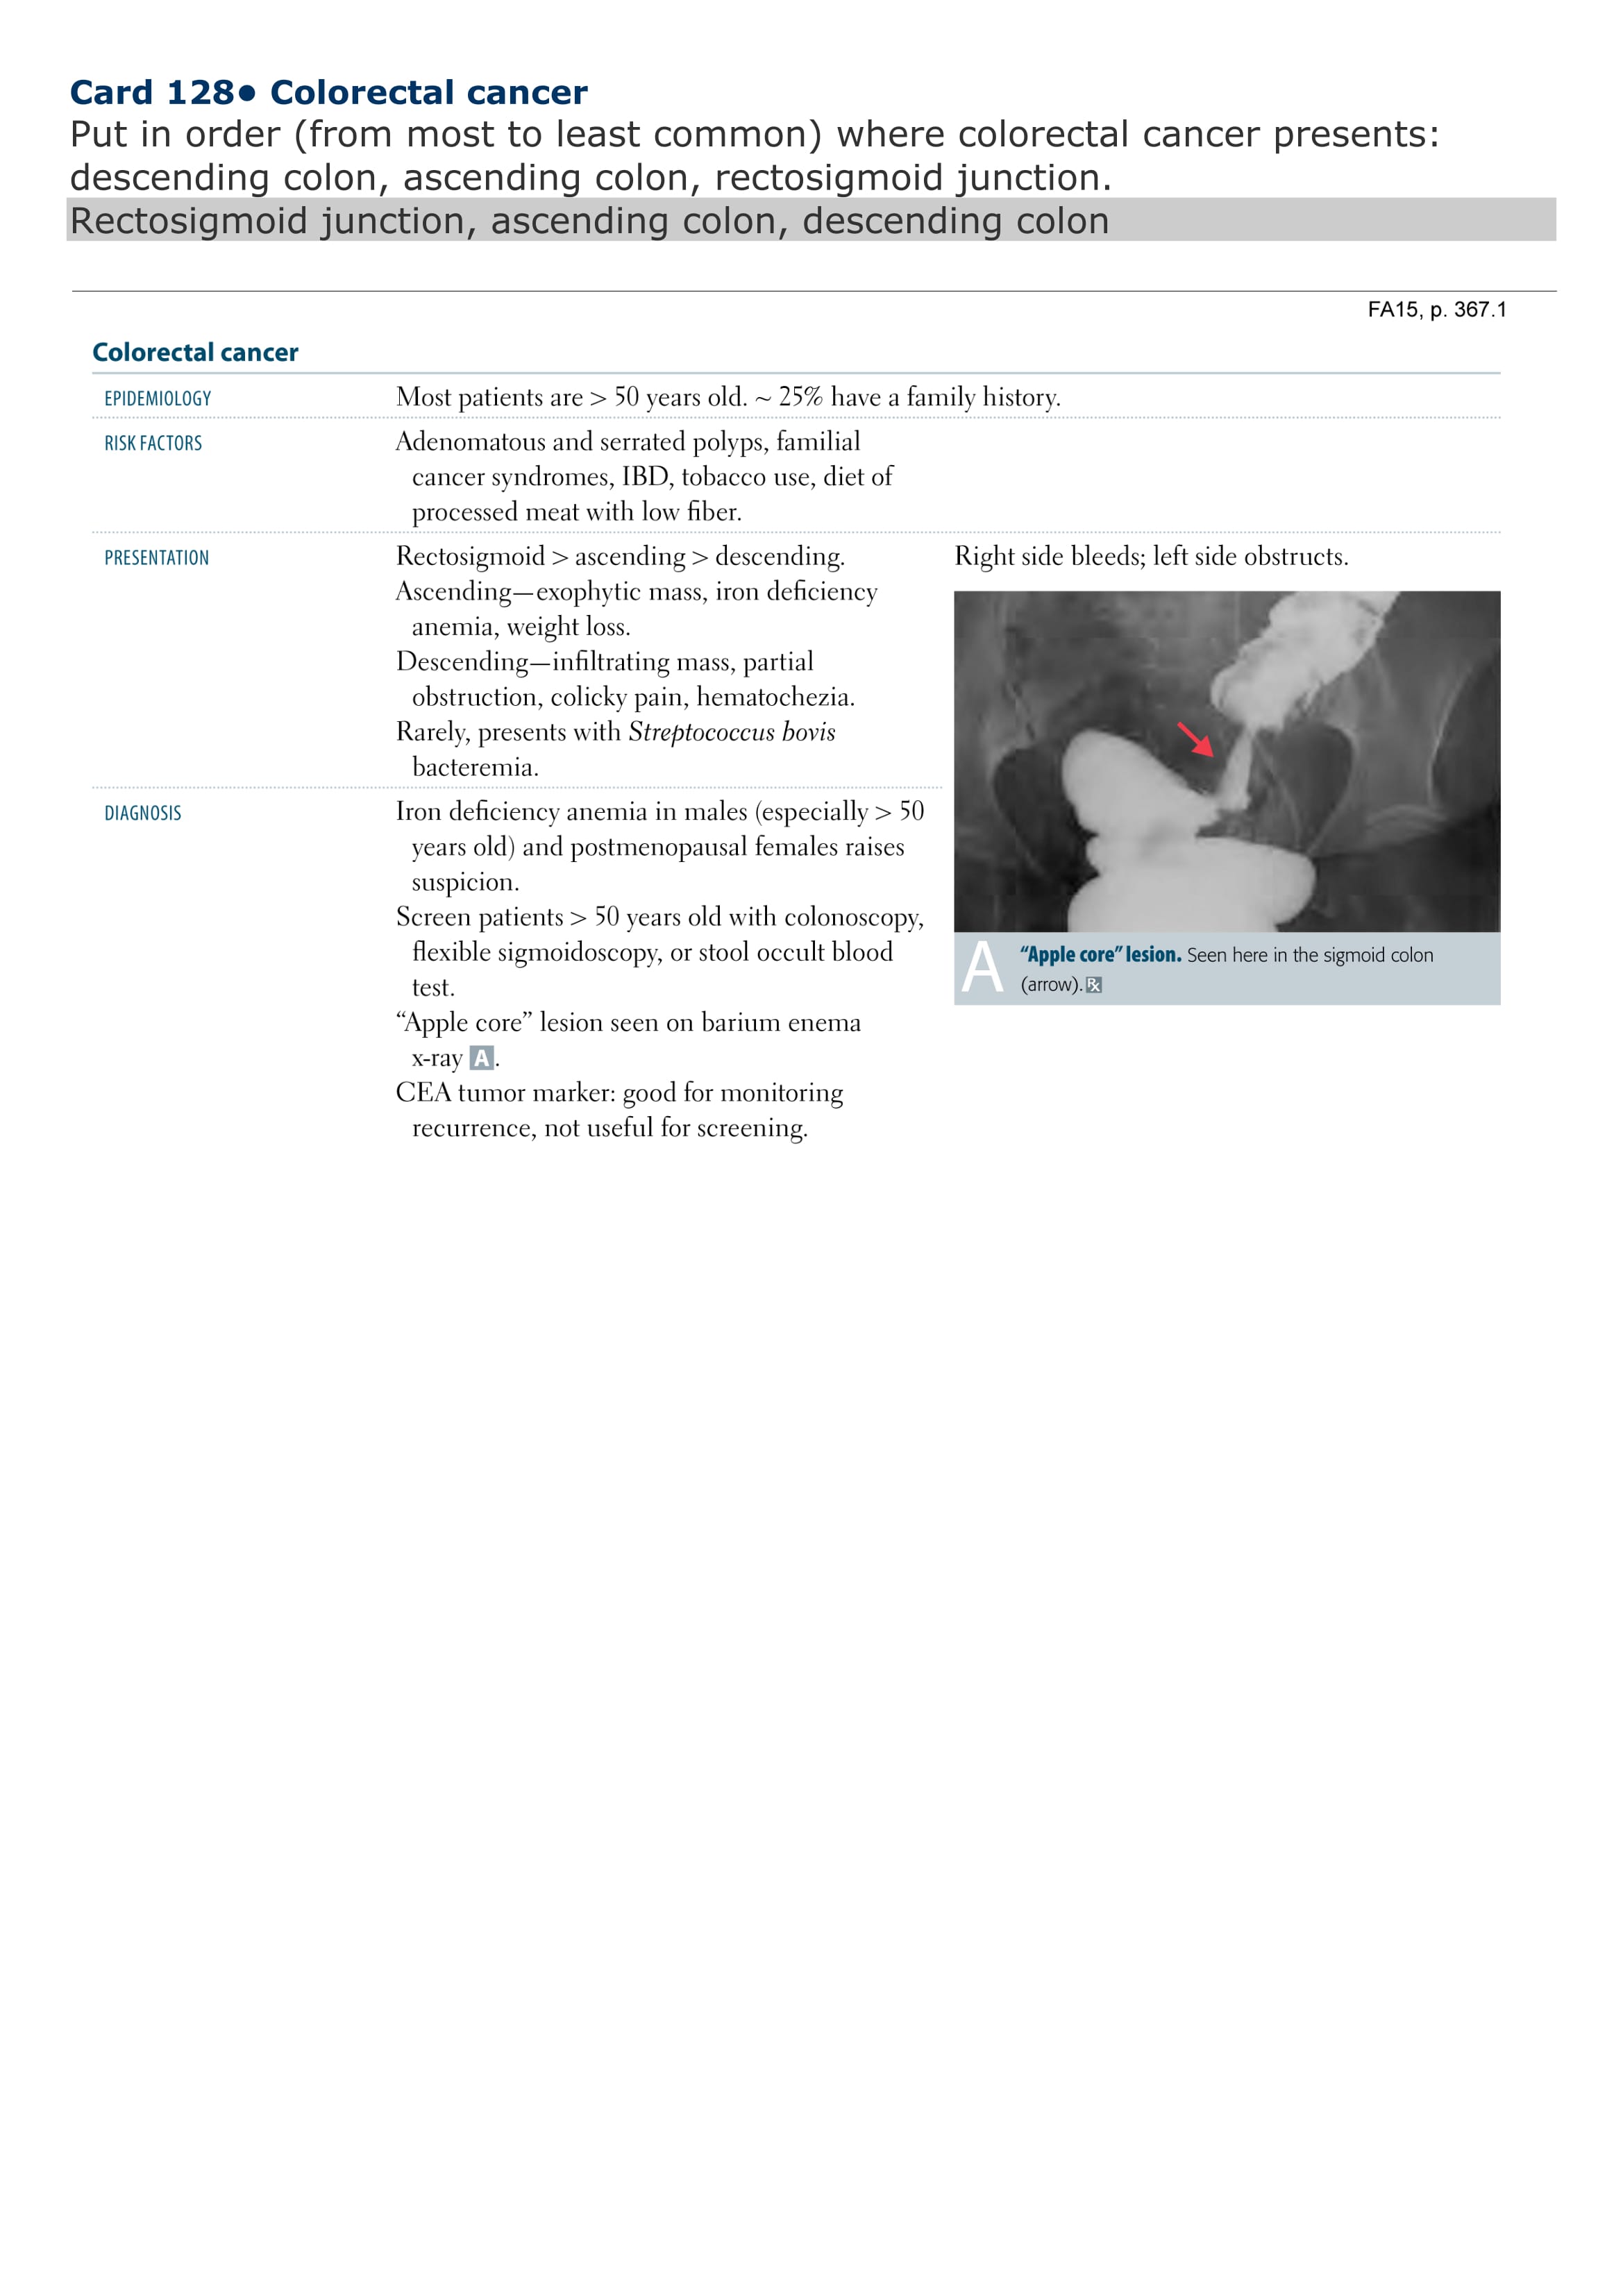 Card 128• Colorectal cancer
Put in order (from most to least common) where colorectal cancer presents:
descending colon, ascending colon, rectosigmoid junction.
Rectosigmoid junction, ascending colon, descending colon
FA15, p. 367.1
Colorectal cancer
EPIDEMIOLOGY
Most patients are > 50 years old. ~ 25% have a family history.
RISK FACTORS
Adenomatous and serrated polyps, familial
cancer syndromes, IBD, tobacco use, diet of
processed meat with low fiber.
PRESENTATION
Rectosigmoid > ascending > descending.
Ascending—exophytic mass, iron deficiency
anemia, weight loss.
Descending—infiltrating mass, partial
obstruction, colicky pain, hematochezia.
Rarely, presents with Streptococcus bovis
bacteremia.
Right side bleeds; left side obstructs.
DIAGNOSIS
Iron deficiency anemia in males (especially > 50
years old) and postmenopausal females raises
suspicion.
Screen patients > 50 years old with colonoscopy,
flexible sigmoidoscopy, or stool occult blood
test.
“Apple core” lesion seen on barium enema
x-ray A.
CEA tumor marker: good for monitoring
recurrence, not useful for screening.
A
“Apple core” lesion. Seen here in the sigmoid colon
(arrow). Rx